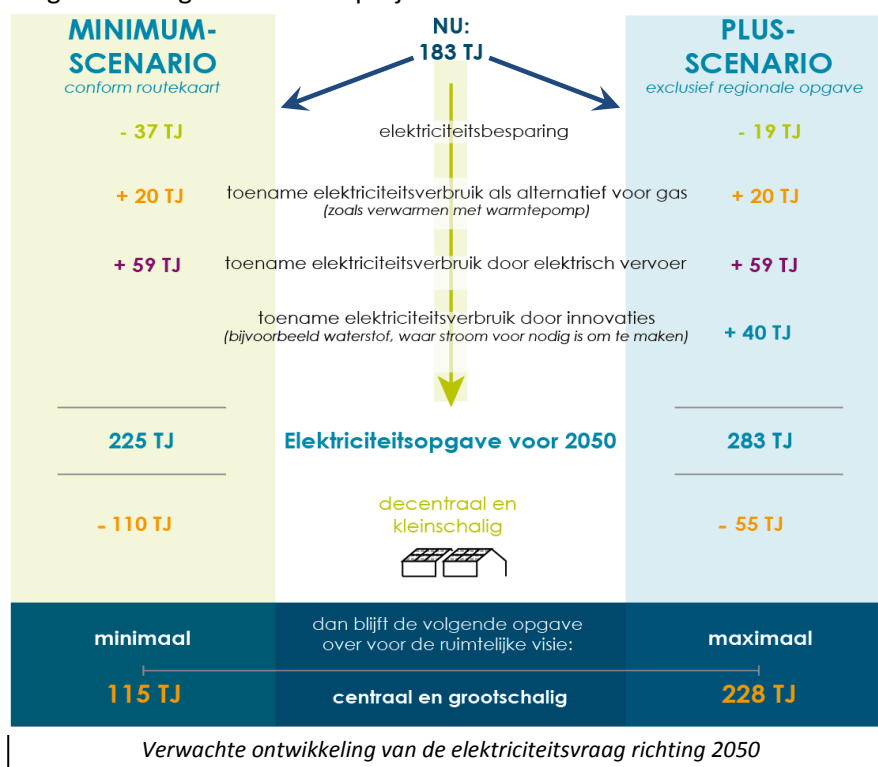 MINIMUM-
SCENARIO
conform routekaart
NU:
183 TJ
PLUS-
SCENARIO
exclusief regionale opgave
- 37 TJ
elektriciteitsbesparing
- 19 TJ
+ 20 TJ
toename elektriciteitsverbruik als alternatief voor gas
(zoals verwarmen met warmtepomp)
+ 20 TJ
+ 59 TJ
toename elektriciteitsverbruik door elektrisch vervoer
+ 59 TJ
toename elektriciteitsverbruik door innovaties
(bijvoorbeeld waterstof, waar stroom voor nodig is om te maken)
+ 40 TJ
225 TJ
Elektriciteitsopgave voor 2050
283 TJ
- 110 TJ
decentraal en
kleinschalig
- 55 TJ
minimaal
dan blijft de volgende opgave
over voor de ruimtelijke visie:
maximaal
115 TJ
centraal en grootschalig
228 TJ
Verwachte ontwikkeling van de elektriciteitsvraag richting 2050